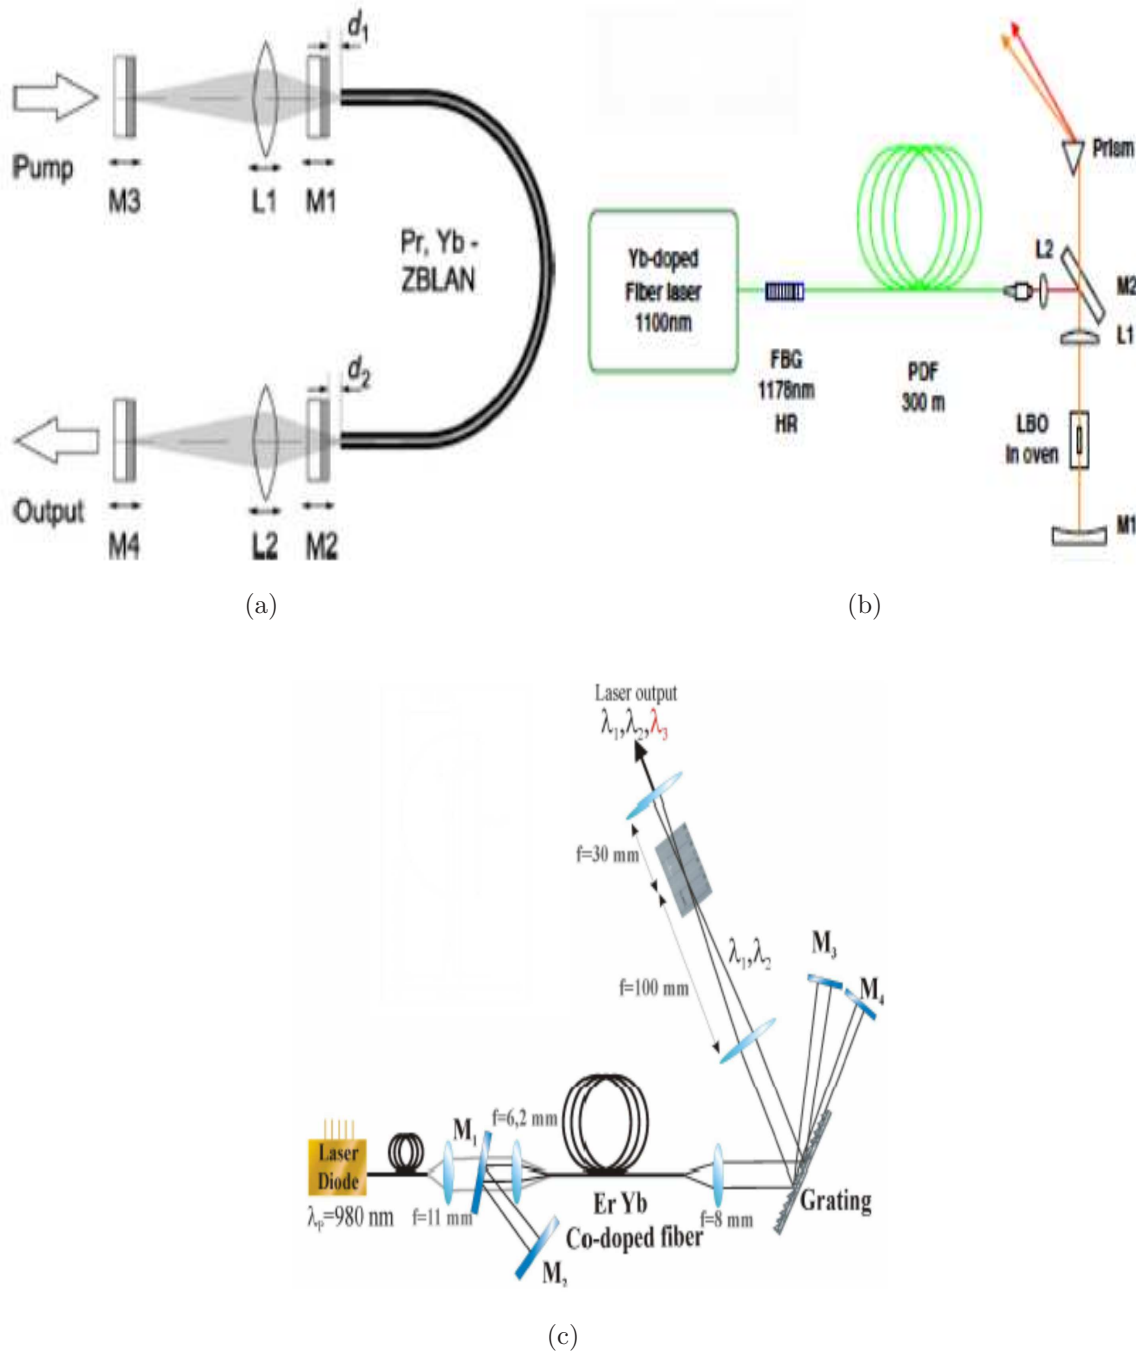 d₁
Pump
M3 L1 M1
Pr, Yb -
ZBLAN
d₂
Output
M4 L2 M2
(a)
Prism
Yb-doped
Fiber laser
1100nm
L2
M2
L1
FBG
1178nm
HR
PDF
300 m
LBO
in oven
M1
(b)
Laser output
λ₁,λ₂,λ₃
f=30 mm
λ₁,λ₂
f=100 mm
M₃
M₄
f=6,2 mm
M₁
Laser
Diode
λₚ=980 nm
f=11 mm
Er Yb
Co-doped fiber
M₂
f=8 mm
Grating
(c)